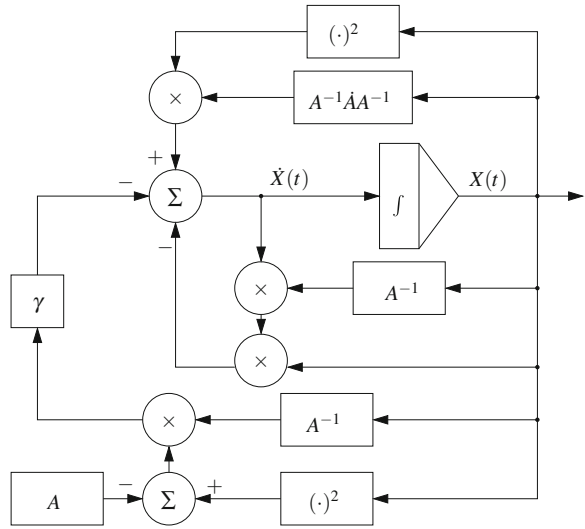 (·)²
×
A⁻¹ȦA⁻¹
+
−
Σ
Ẋ(t)
∫
X(t)
−
γ
×
A⁻¹
×
×
A⁻¹
A
−
Σ
+
(·)²